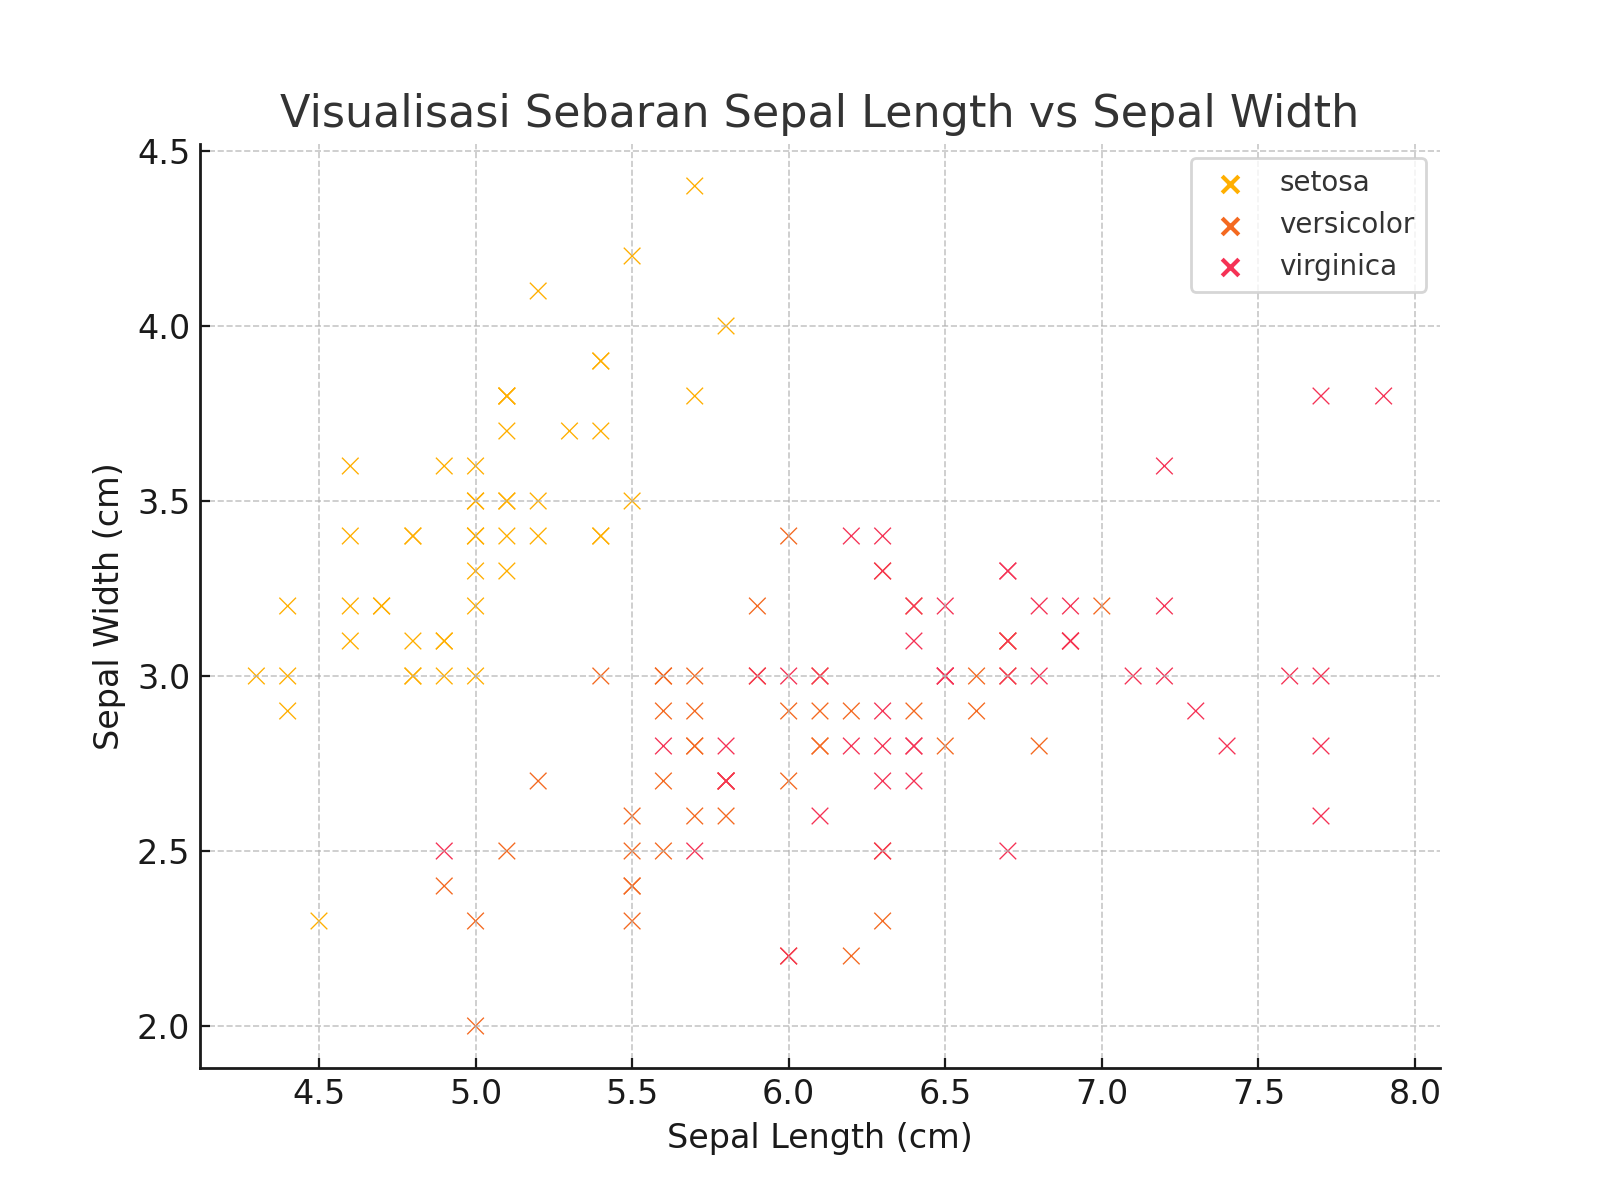 Visualisasi Sebaran Sepal Length vs Sepal Width
setosa
versicolor
virginica
Sepal Width (cm)
4.5
4.0
3.5
3.0
2.5
2.0
4.5 5.0 5.5 6.0 6.5 7.0 7.5 8.0
Sepal Length (cm)